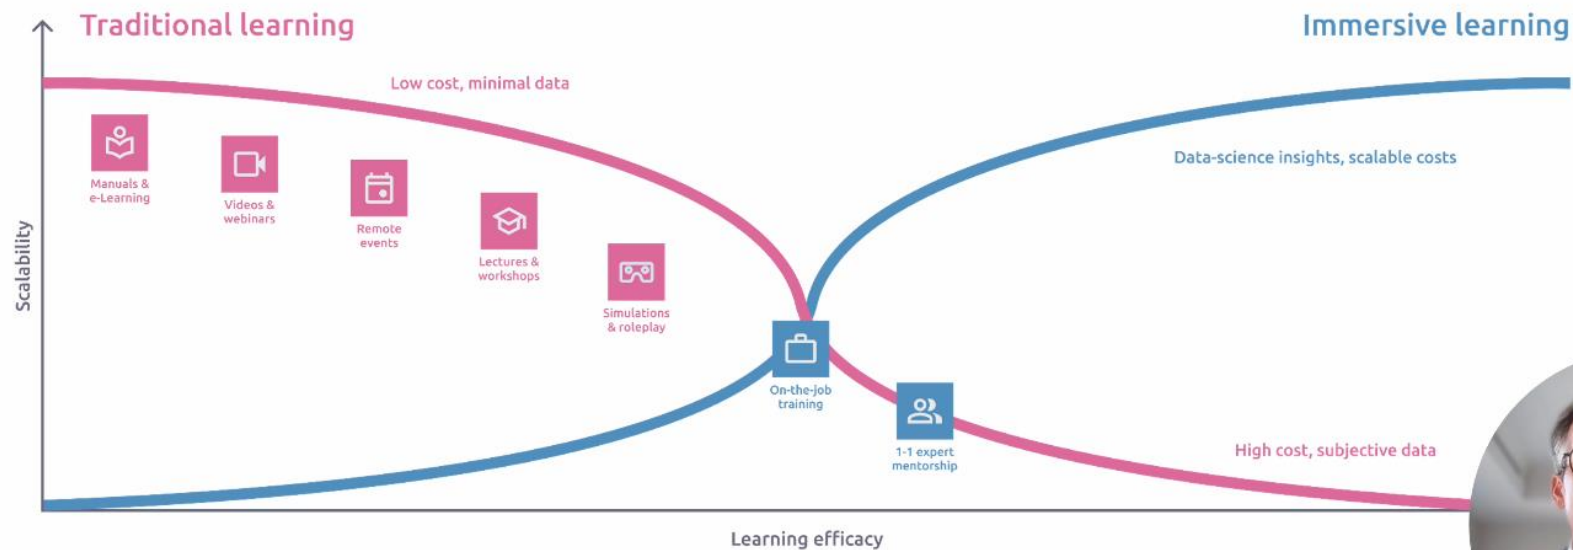 Traditional learning
Immersive learning
Low cost, minimal data
Data-science insights, scalable costs
Manuals &
e-Learning
Videos &
webinars
Remote
events
Lectures &
workshops
Simulations
& roleplay
On-the-job
training
1-1 expert
mentorship
High cost, subjective data
Scalability
Learning efficacy